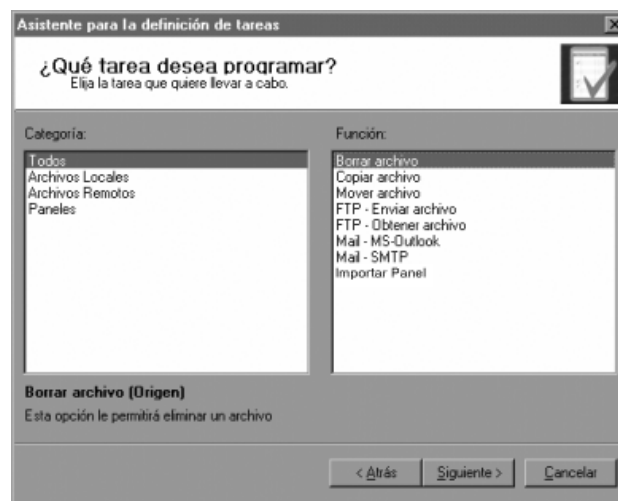 Asistente para la definición de tareas
¿Qué tarea desea programar?
Elija la tarea que quiere llevar a cabo.
Categoría:
Todos
Archivos Locales
Archivos Remotos
Paneles
Función:
Borrar archivo
Copiar archivo
Mover archivo
FTP - Enviar archivo
FTP - Obtener archivo
Mail - MS-Outlook
Mail - SMTP
Importar Panel
Borrar archivo (Origen)
Esta opción le permitirá eliminar un archivo
< Atrás
Siguiente >
Cancelar